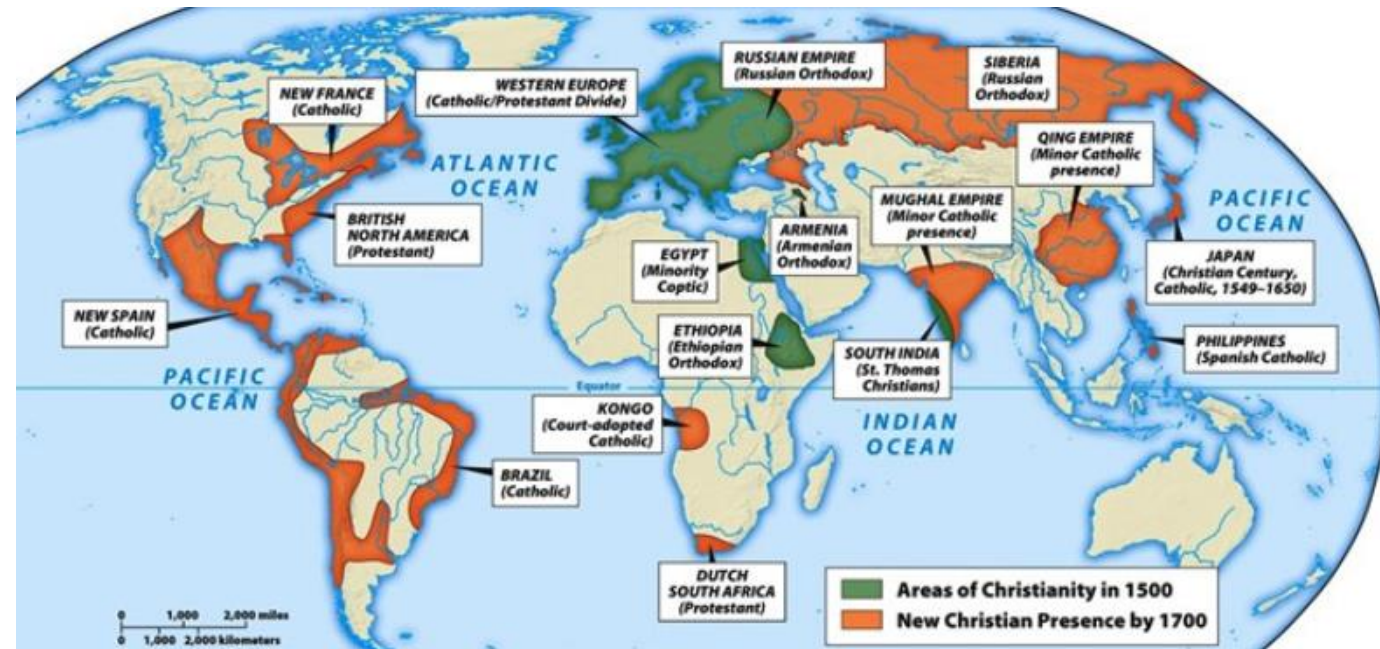 RUSSIAN EMPIRE
(Russian Orthodox)
SIBERIA
(Russian
Orthodox)
WESTERN EUROPE
(Catholic/Protestant Divide)
NEW FRANCE
(Catholic)
QING EMPIRE
(Minor Catholic
presence)
ATLANTIC
OCEAN
MUGHAL EMPIRE
(Minor Catholic
presence)
PACIFIC
OCEAN
BRITISH
NORTH AMERICA
(Protestant)
ARMENIA
(Armenian
Orthodox)
EGYPT
(Minority
Coptic)
JAPAN
(Christian Century,
Catholic, 1549–1650)
NEW SPAIN
(Catholic)
ETHIOPIA
(Ethiopian
Orthodox)
SOUTH INDIA
(St. Thomas
Christians)
PHILIPPINES
(Spanish Catholic)
PACIFIC
OCEAN
Equator
KONGO
(Court-adopted
Catholic)
INDIAN
OCEAN
BRAZIL
(Catholic)
DUTCH
SOUTH AFRICA
(Protestant)
Areas of Christianity in 1500
New Christian Presence by 1700
0 1,000 2,000 miles
0 1,000 2,000 kilometers